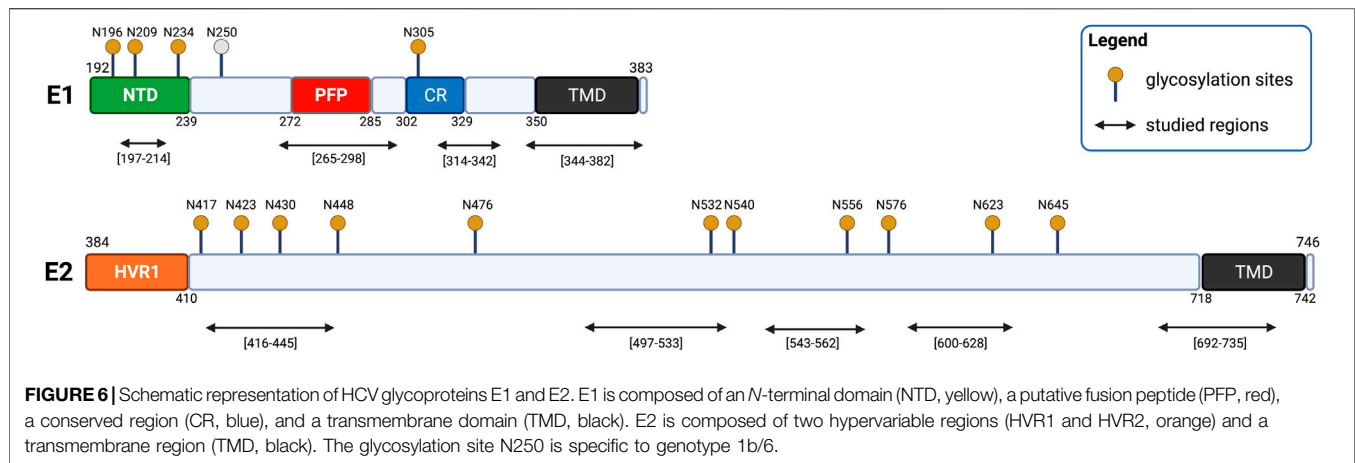 N196 N209 N234 N250 N305
192 383
E1 NTD PFP CR TMD
239 272 285 302 329 350
[197-214] [265-298] [314-342] [344-382]
Legend
glycosylation sites
studied regions
N417 N423 N430 N448 N476 N532 N540 N556 N576 N623 N645
384 746
E2 HVR1 TMD
410 718 742
[416-445] [497-533] [543-562] [600-628] [692-735]
FIGURE 6 | Schematic representation of HCV glycoproteins E1 and E2. E1 is composed of an N-terminal domain (NTD, yellow), a putative fusion peptide (PFP, red),
a conserved region (CR, blue), and a transmembrane domain (TMD, black). E2 is composed of two hypervariable regions (HVR1 and HVR2, orange) and a
transmembrane region (TMD, black). The glycosylation site N250 is specific to genotype 1b/6.